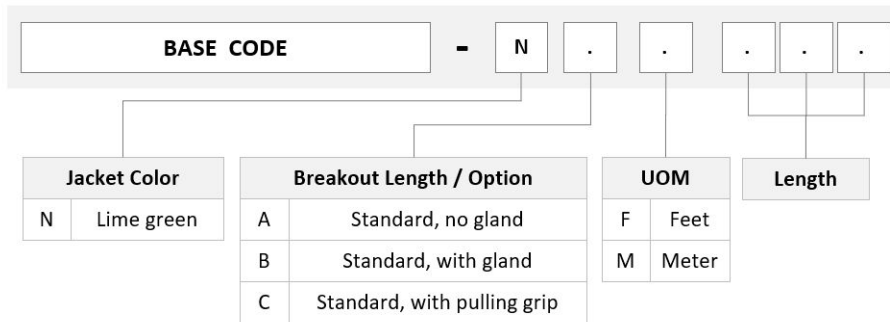 BASE CODE - N . . . . .
Jacket Color Breakout Length / Option UOM Length
N Lime green A Standard, no gland F Feet
B Standard, with gland M Meter
C Standard, with pulling grip